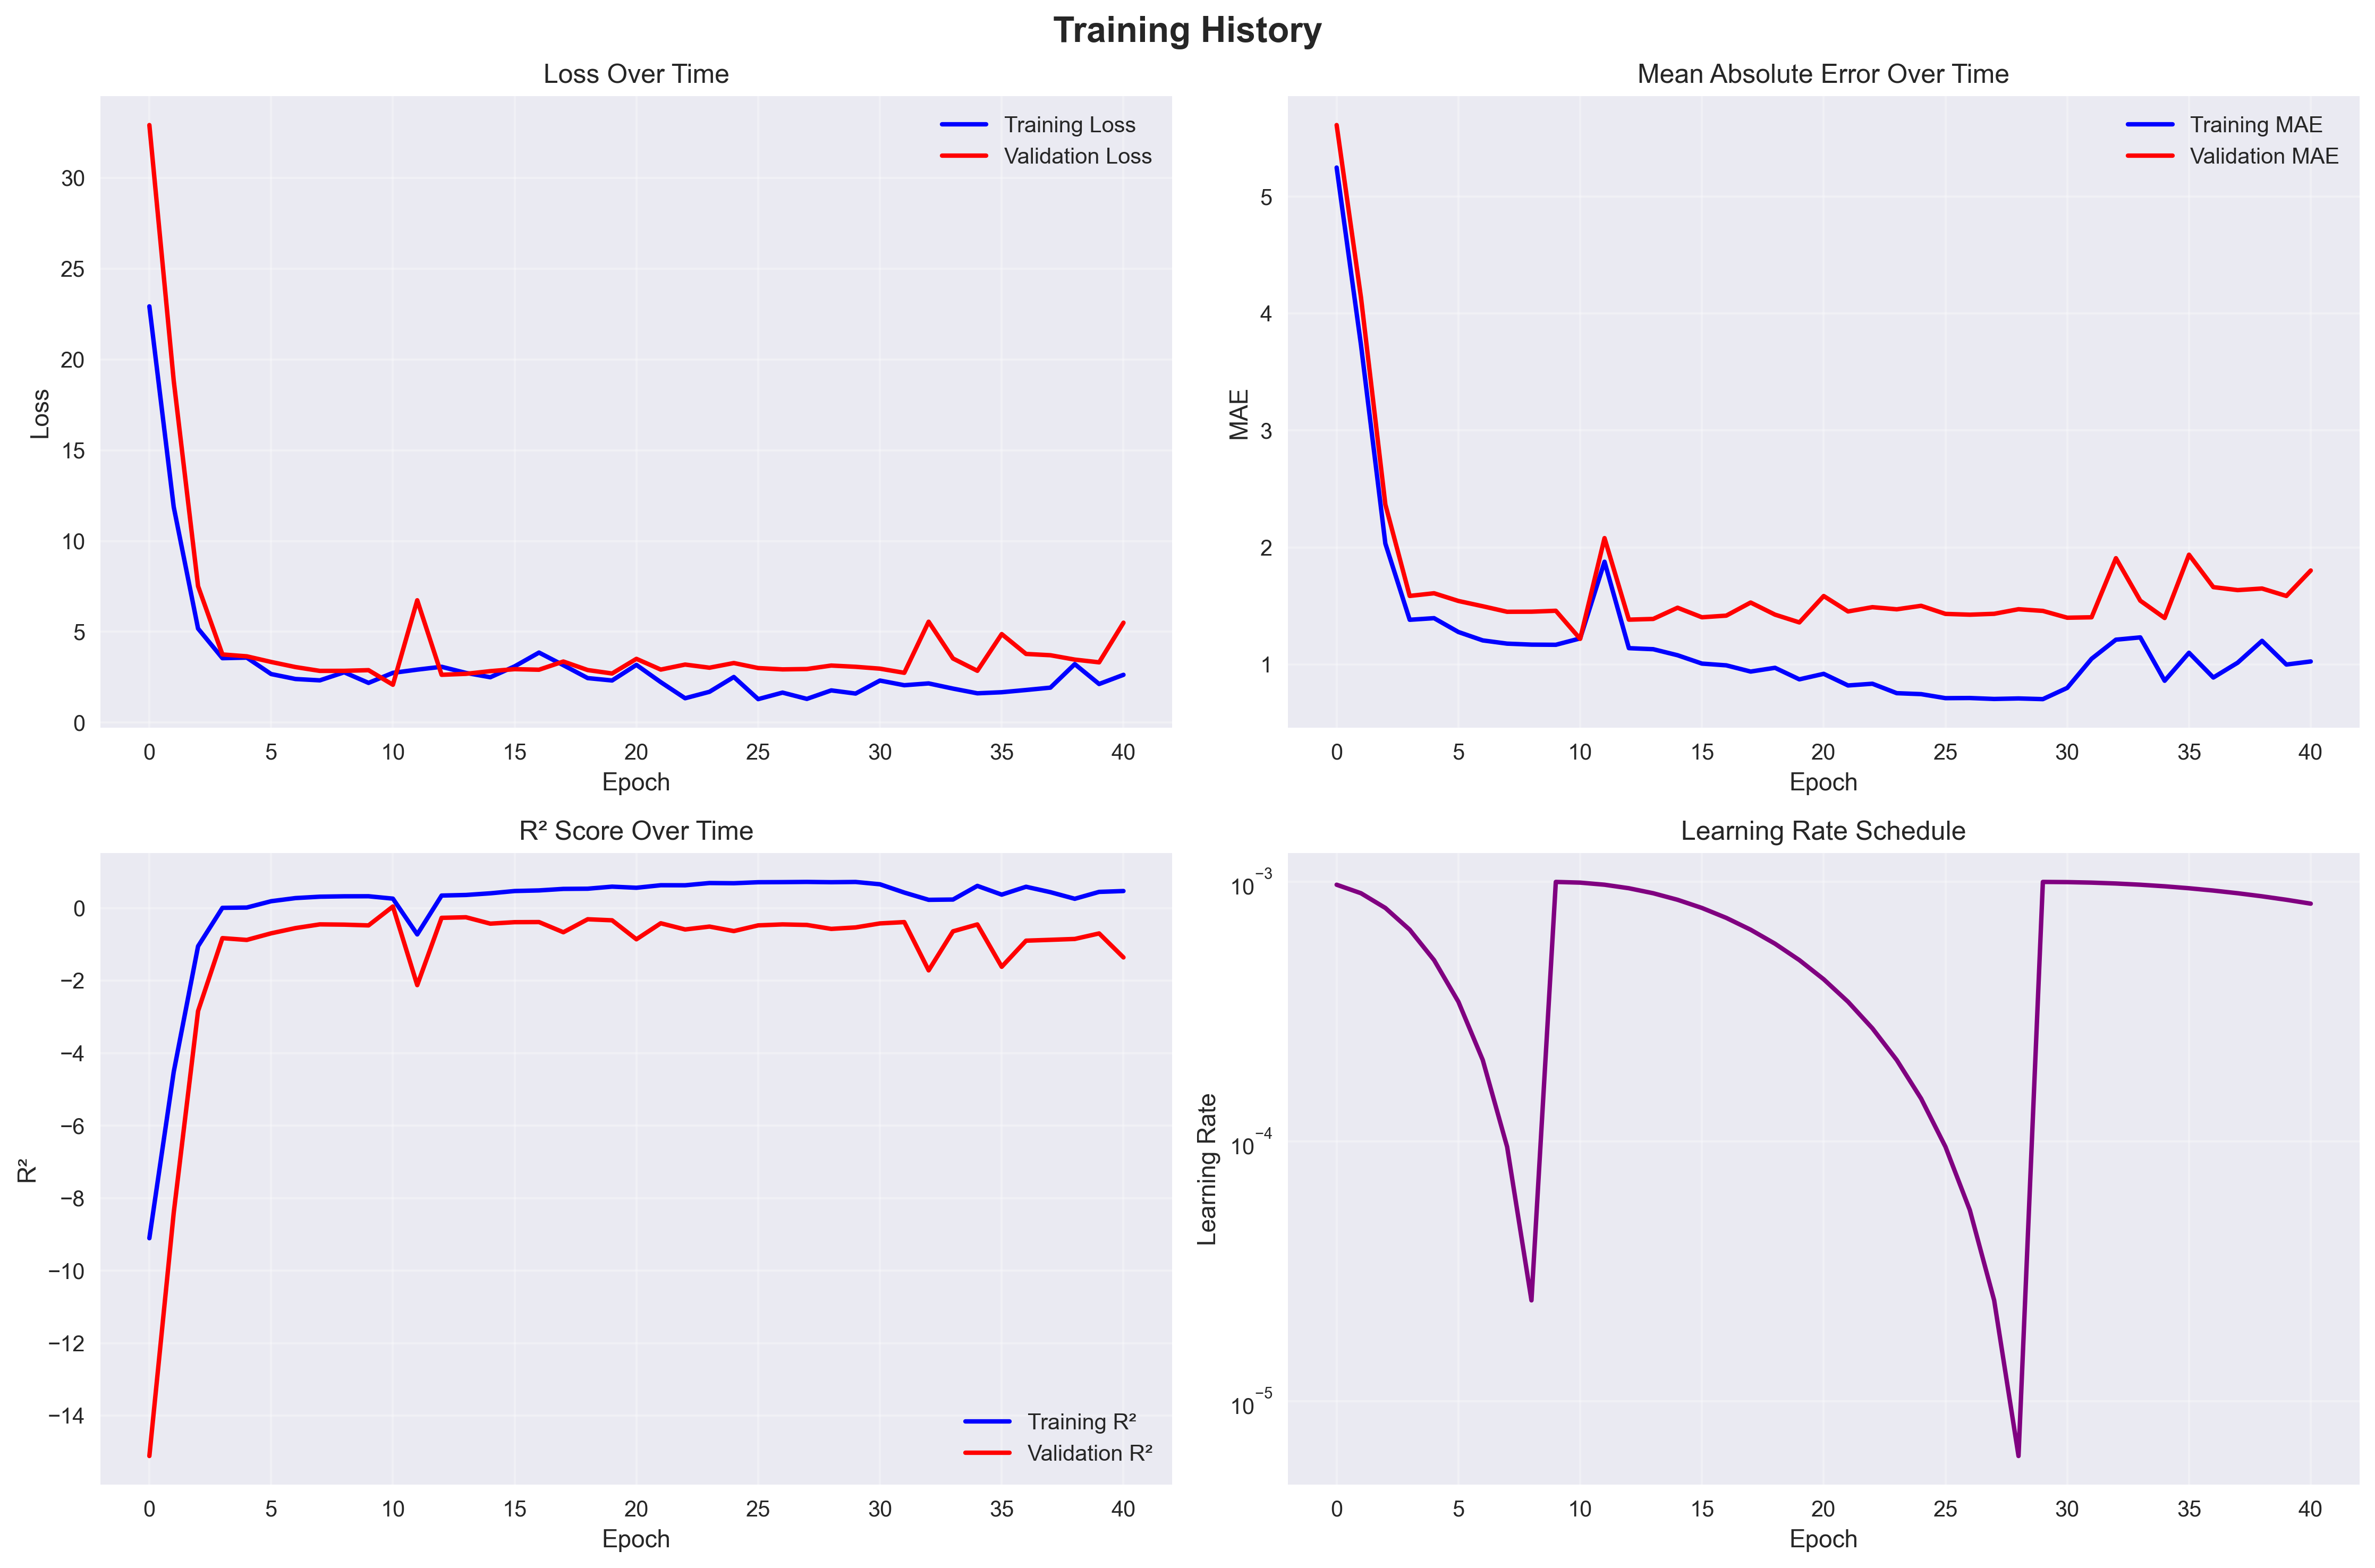 Training History
Loss Over Time
Training Loss
Validation Loss
30
25
20
15
10
5
0
Loss
0 5 10 15 20 25 30 35 40
Epoch
Mean Absolute Error Over Time
Training MAE
Validation MAE
5
4
3
2
1
MAE
0 5 10 15 20 25 30 35 40
Epoch
R² Score Over Time
0
−2
−4
−6
−8
−10
−12
−14
R²
Training R²
Validation R²
0 5 10 15 20 25 30 35 40
Epoch
Learning Rate Schedule
10⁻³
10⁻⁴
10⁻⁵
Learning Rate
0 5 10 15 20 25 30 35 40
Epoch